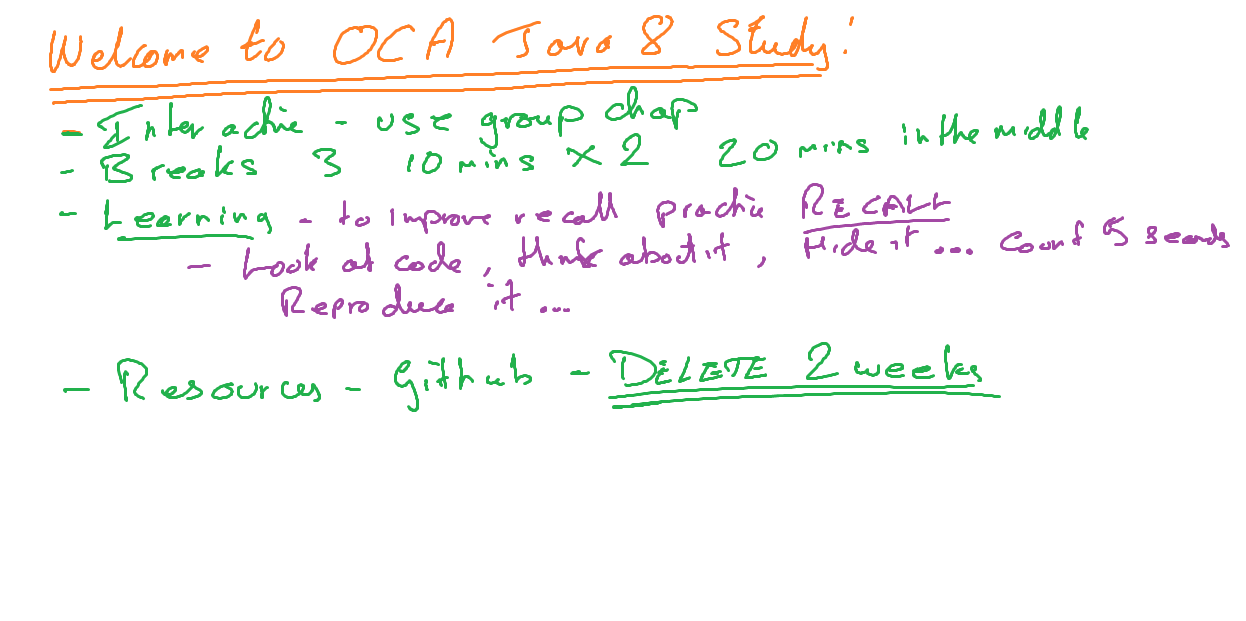 Welcome to OCA Java 8 Study!
- Interactive - use group chap
- Breaks 3 10 mins x 2 20 mins in the middle
- Learning - to improve recall practice RECALL
- Look at code, think about it, Hide it ... Count 5 seconds
Reproduce it ...
- Resources - Github - DELETE 2 weeks